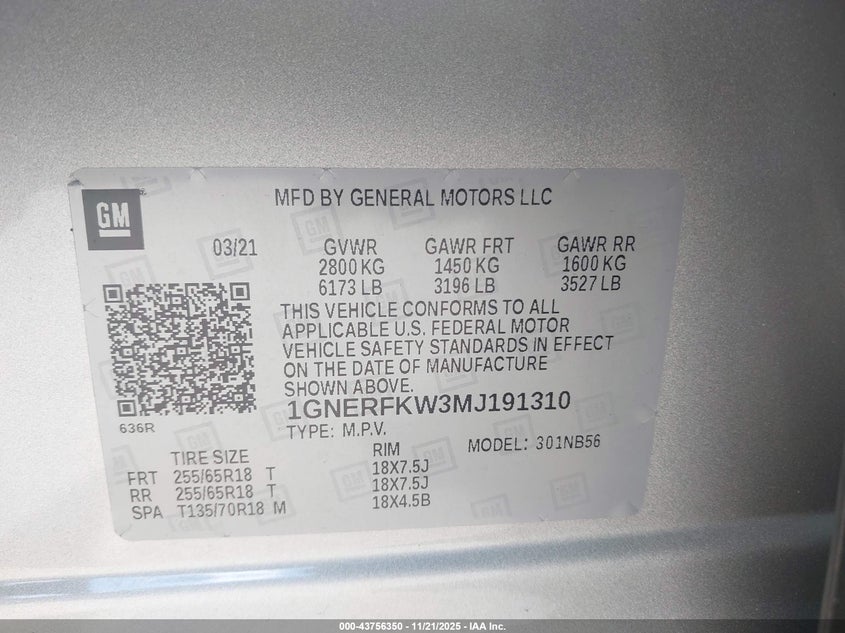 GM
MFD BY GENERAL MOTORS LLC
03/21 GVWR GAWR FRT GAWR RR
2800 KG 1450 KG 1600 KG
6173 LB 3196 LB 3527 LB
THIS VEHICLE CONFORMS TO ALL
APPLICABLE U.S. FEDERAL MOTOR
VEHICLE SAFETY STANDARDS IN EFFECT
ON THE DATE OF MANUFACTURE
SHOWN ABOVE.
1GNERFKW3MJ191310
636R
TYPE: M.P.V.
MODEL: 301NB56
TIRE SIZE RIM
FRT 255/65R18 T 18X7.5J
RR 255/65R18 T 18X7.5J
SPA T135/70R18 M 18X4.5B
000-43756350 - 11/21/2025 - IAA Inc.